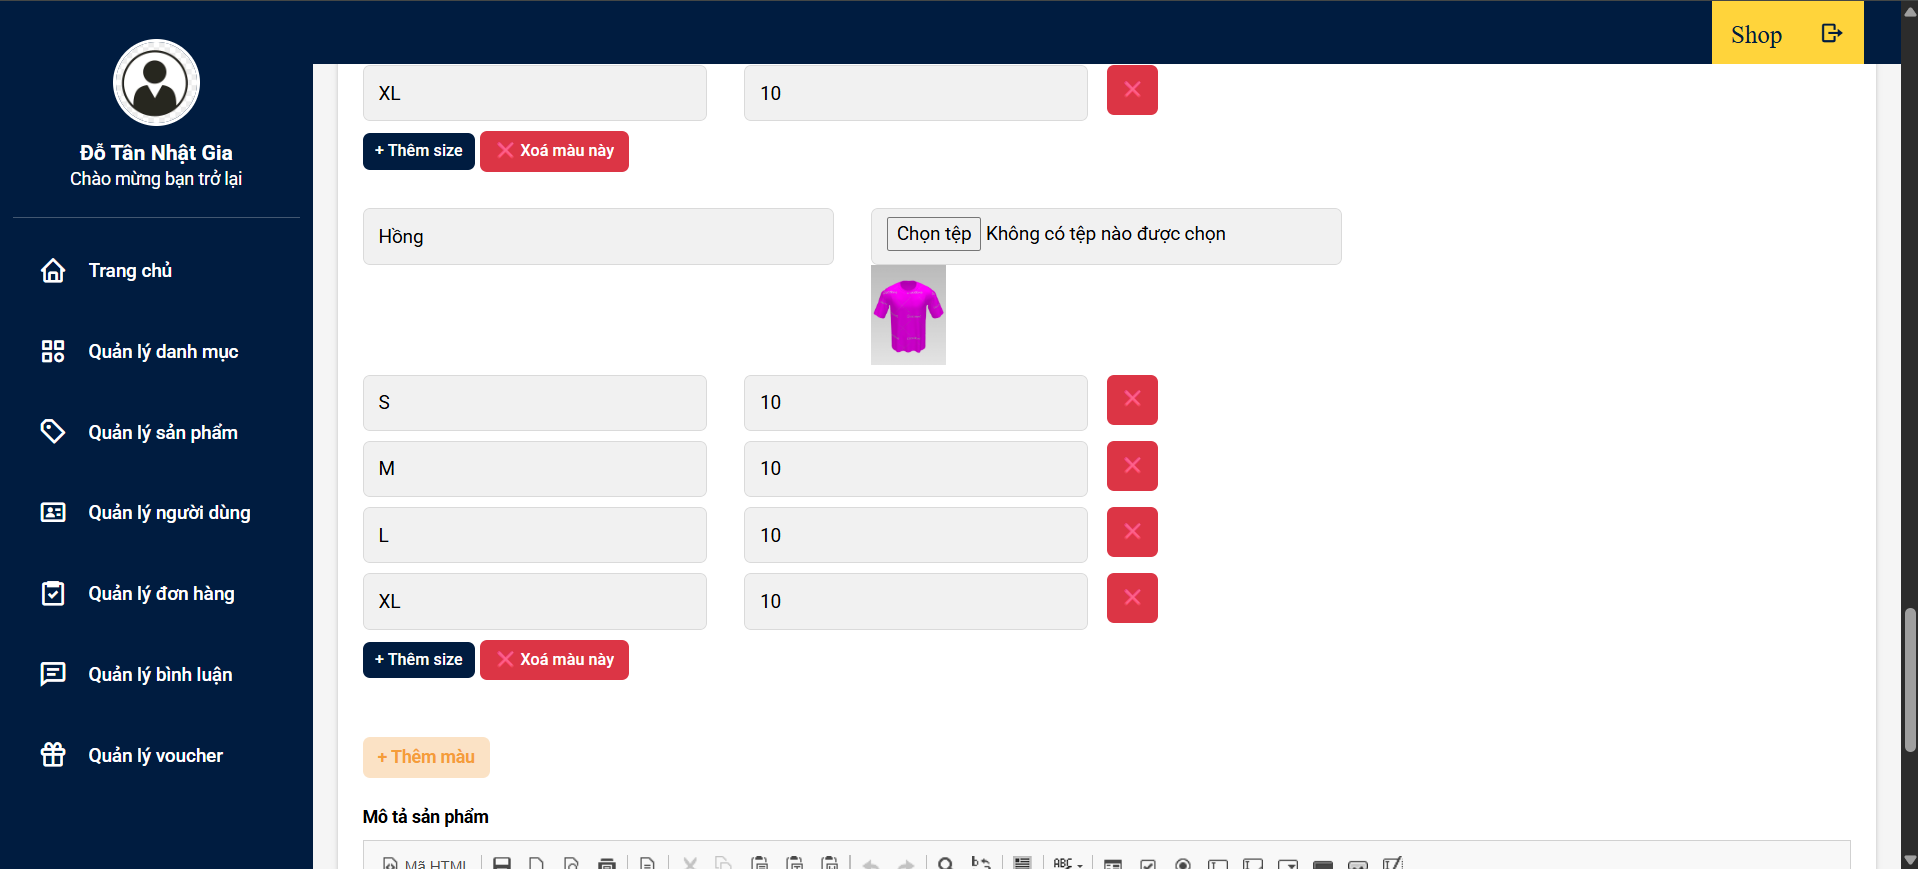 Shop
Đỗ Tân Nhật Gia
Chào mừng bạn trở lại
Trang chủ
Quản lý danh mục
Quản lý sản phẩm
Quản lý người dùng
Quản lý đơn hàng
Quản lý bình luận
Quản lý voucher
XL
10
+ Thêm size
Xoá màu này
Hồng
Chọn tệp Không có tệp nào được chọn
S
10
M
10
L
10
XL
10
+ Thêm size
Xoá màu này
+ Thêm màu
Mô tả sản phẩm
Mã HTML
ABC